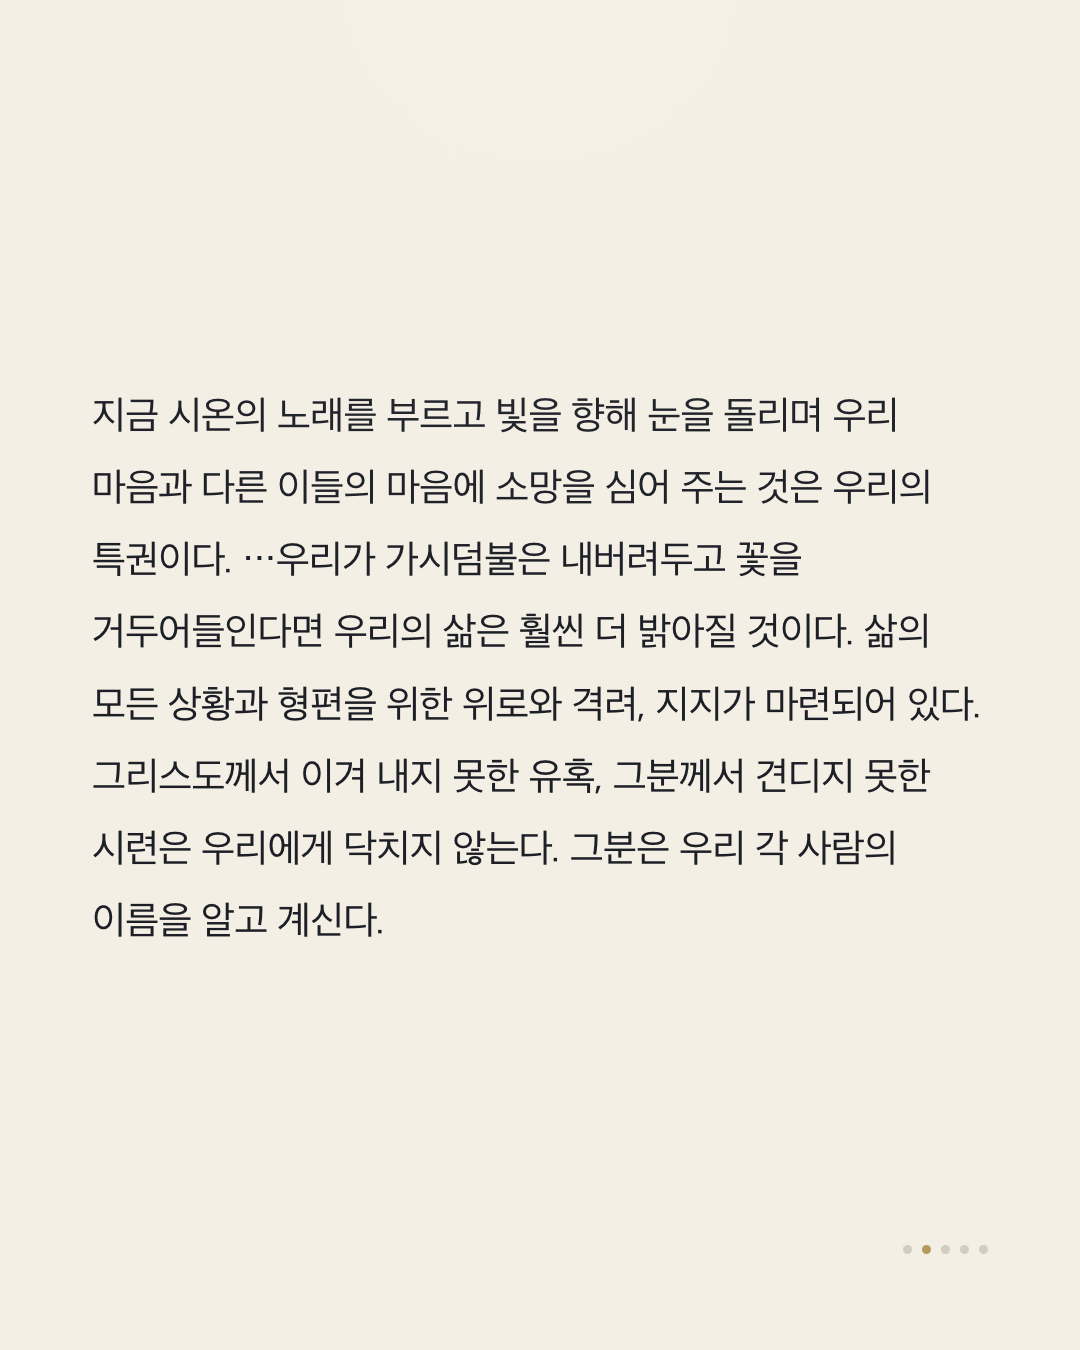 지금 시온의 노래를 부르고 빛을 향해 눈을 돌리며 우리
마음과 다른 이들의 마음에 소망을 심어 주는 것은 우리의
특권이다. …우리가 가시덤불은 내버려두고 꽃을
거두어들인다면 우리의 삶은 훨씬 더 밝아질 것이다. 삶의
모든 상황과 형편을 위한 위로와 격려, 지지가 마련되어 있다.
그리스도께서 이겨 내지 못한 유혹, 그분께서 견디지 못한
시련은 우리에게 닥치지 않는다. 그분은 우리 각 사람의
이름을 알고 계신다.